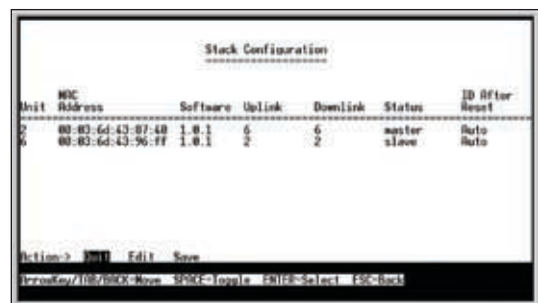 Stack Configuration
MAC ID After
Unit Address Software Uplink Downlink Status Reset
2 00:03:6d:43:87:40 1.0.1 6 6 master Auto
6 00:03:6d:43:96:ff 1.0.1 2 2 slave Auto
Action-> Quit Edit Save
ArrowKey/TAB/BACK=Move SPACE=Toggle ENTER=Select ESC=Back